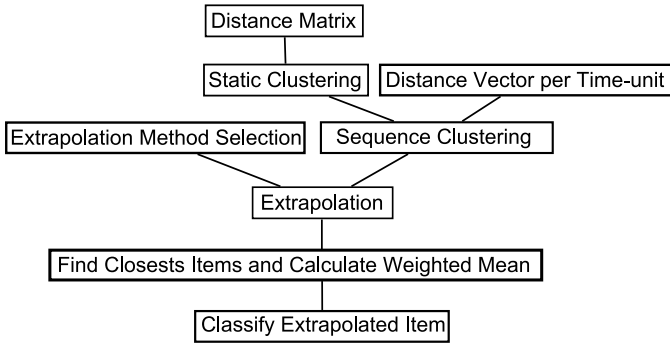 Distance Matrix
Static Clustering
Distance Vector per Time-unit
Extrapolation Method Selection
Sequence Clustering
Extrapolation
Find Closests Items and Calculate Weighted Mean
Classify Extrapolated Item